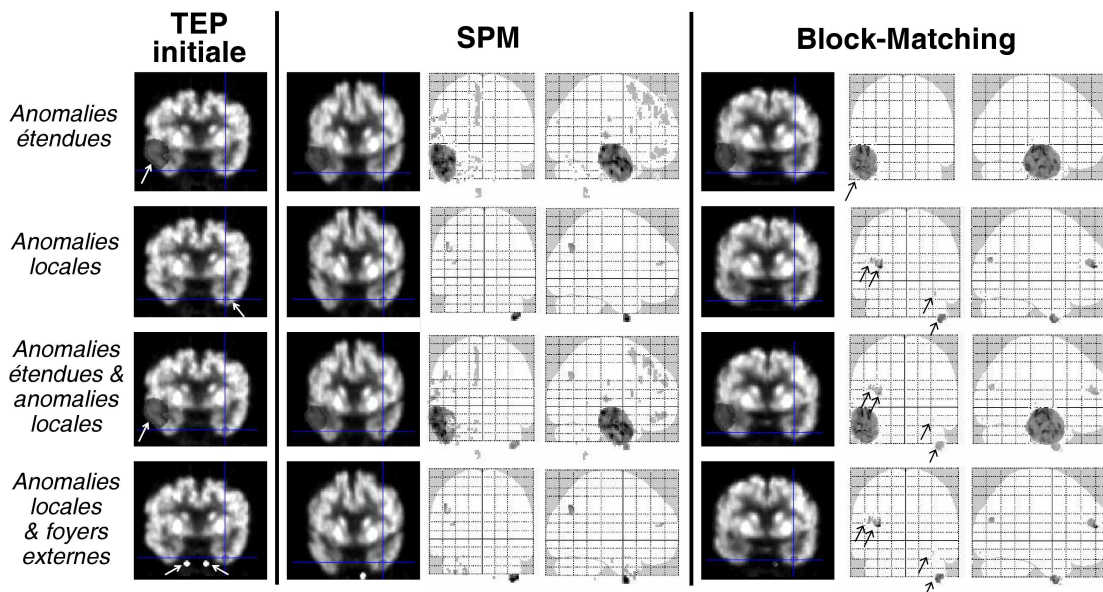 TEP
initiale
SPM
Block-Matching
Anomalies
étendues
Anomalies
locales
Anomalies
étendues &
anomalies
locales
Anomalies
locales
& foyers
externes